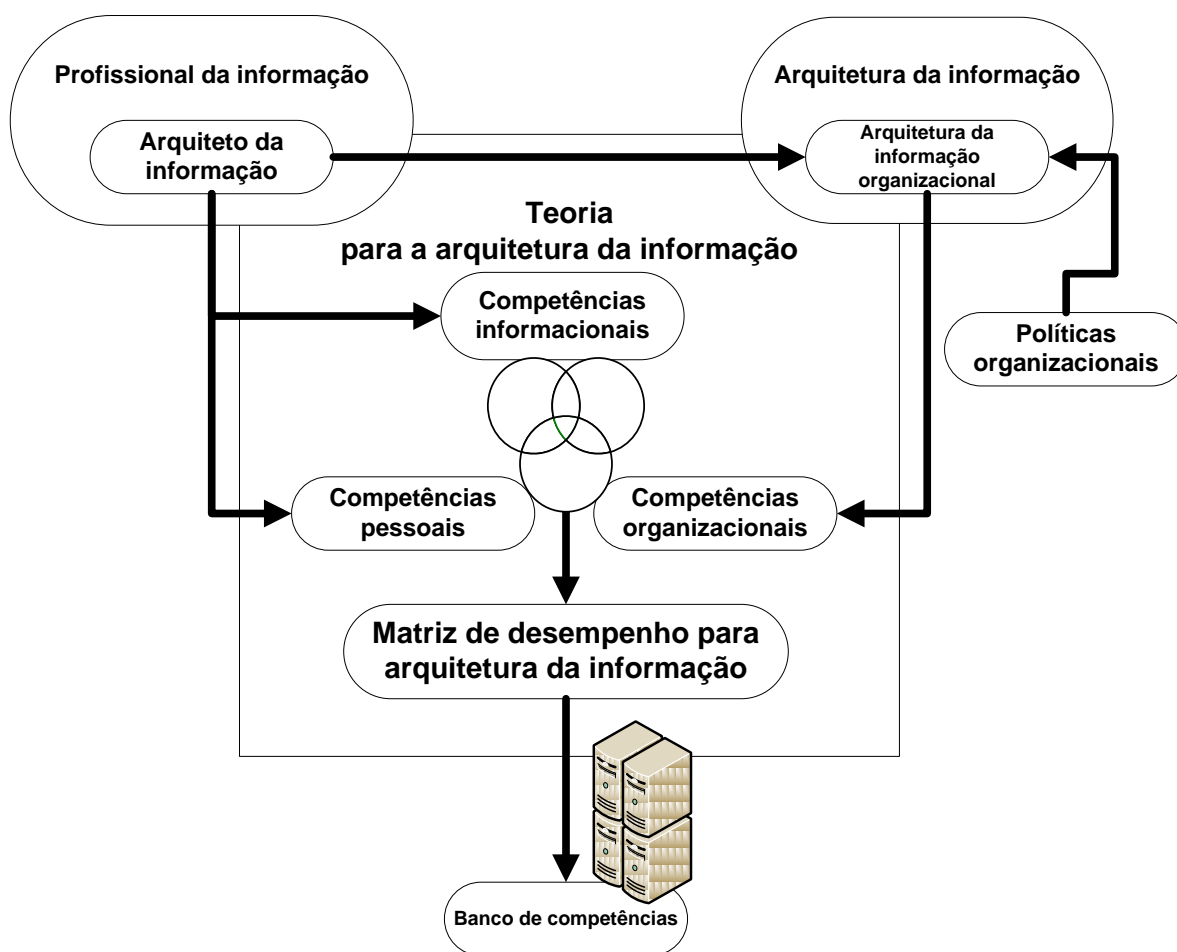 Profissional da informação
Arquiteto da
informação
Arquitetura da informação
Arquitetura da
informação
organizacional
Teoria
para a arquitetura da informação
Competências
informacionais
Políticas
organizacionais
Competências
pessoais
Competências
organizacionais
Matriz de desempenho para
arquitetura da informação
Banco de competências